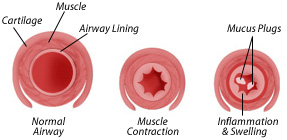 Muscle
Cartilage
Airway Lining
Mucus Plugs
Normal
Airway
Muscle
Contraction
Inflammation
& Swelling